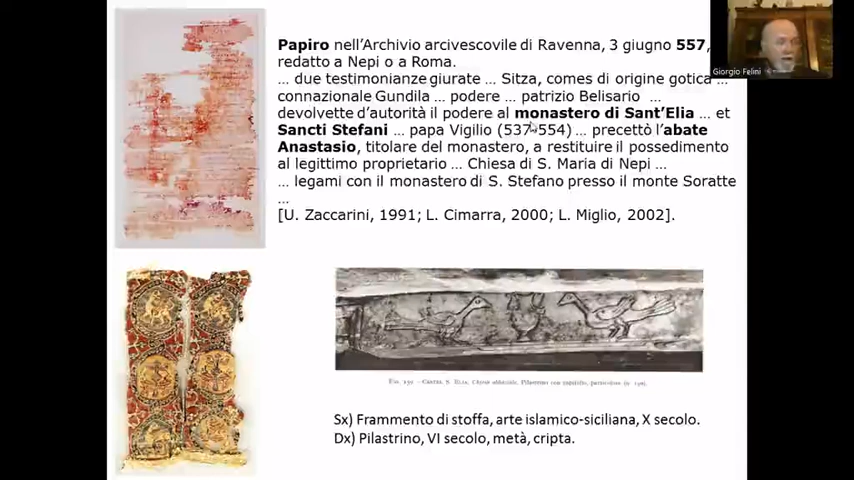 Papiro nell'Archivio arcivescovile di Ravenna, 3 giugno 557,
redatto a Nepi o a Roma.
… due testimonianze giurate … Sitza, comes di origine gotica …
connazionale Gundila … podere … patrizio Belisario …
devolvette d'autorità il podere al monastero di Sant'Elia … et
Sancti Stefani … papa Vigilio (537-554) … precettò l'abate
Anastasio, titolare del monastero, a restituire il possedimento
al legittimo proprietario … Chiesa di S. Maria di Nepi …
… legami con il monastero di S. Stefano presso il monte Soratte
…
[U. Zaccarini, 1991; L. Cimarra, 2000; L. Miglio, 2002].
Giorgio Felini
Pilastrino con
Sx) Frammento di stoffa, arte islamico-siciliana, X secolo.
Dx) Pilastrino, VI secolo, metà, cripta.